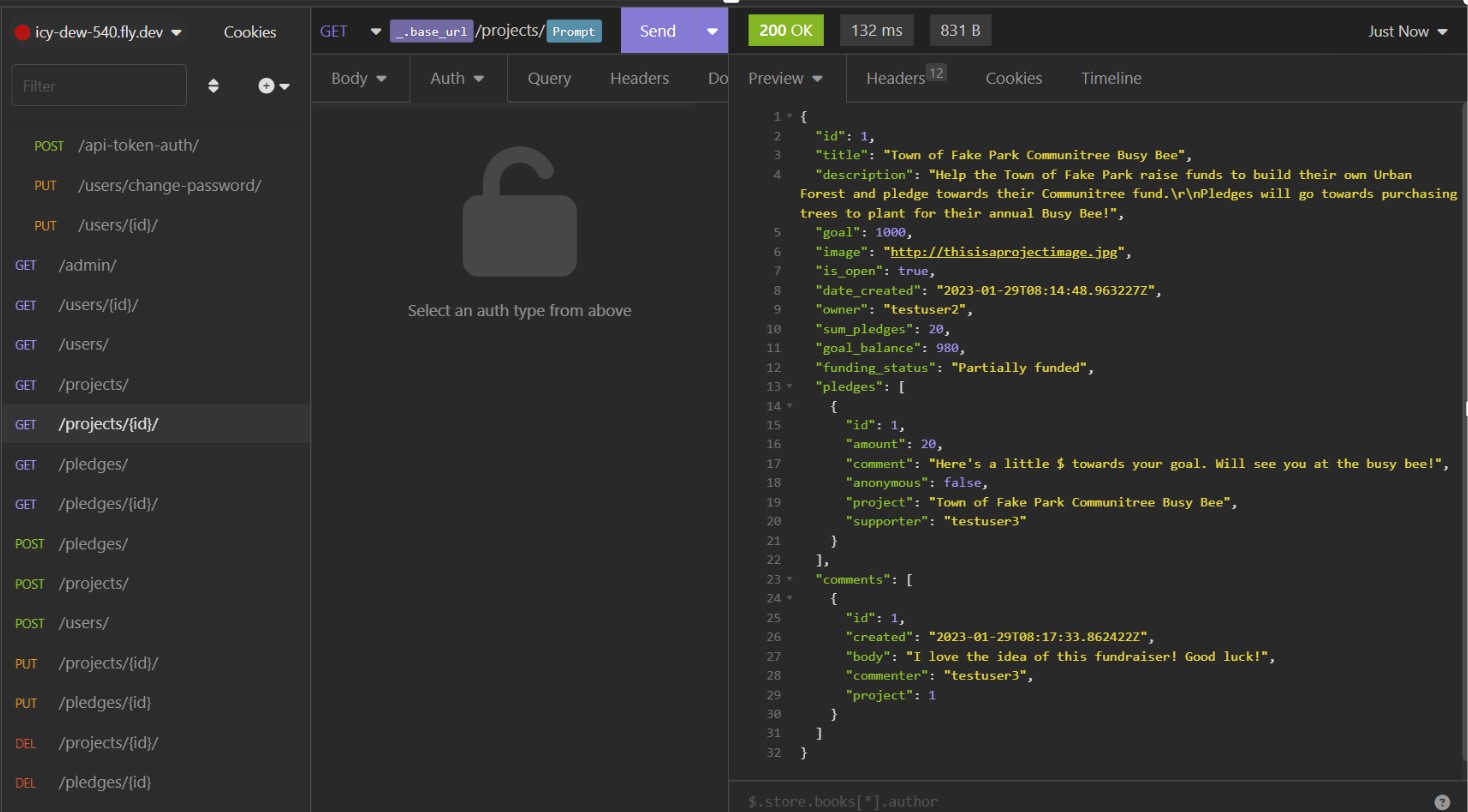 icy-dew-540.fly.dev Cookies
Filter
POST /api-token-auth/
PUT /users/change-password/
PUT /users/{id}/
GET /admin/
GET /users/{id}/
GET /users/
GET /projects/
GET /projects/{id}/
GET /pledges/
GET /pledges/{id}/
POST /pledges/
POST /projects/
POST /users/
PUT /projects/{id}/
PUT /pledges/{id}
DEL /projects/{id}/
DEL /pledges/{id}
GET _.base_url /projects/ Prompt Send
Body Auth Query Headers Do
Select an auth type from above
200 OK 132 ms 831 B Just Now
Preview Headers 12 Cookies Timeline
1 {
2 "id": 1,
3 "title": "Town of Fake Park Communitree Busy Bee",
4 "description": "Help the Town of Fake Park raise funds to build their own Urban
Forest and pledge towards their Communitree fund.\r\nPledges will go towards purchasing
trees to plant for their annual Busy Bee!",
5 "goal": 1000,
6 "image": "http://thisisaprojectimage.jpg",
7 "is_open": true,
8 "date_created": "2023-01-29T08:14:48.963227Z",
9 "owner": "testuser2",
10 "sum_pledges": 20,
11 "goal_balance": 980,
12 "funding_status": "Partially funded",
13 "pledges": [
14 {
15 "id": 1,
16 "amount": 20,
17 "comment": "Here's a little $ towards your goal. Will see you at the busy bee!",
18 "anonymous": false,
19 "project": "Town of Fake Park Communitree Busy Bee",
20 "supporter": "testuser3"
21 }
22 ],
23 "comments": [
24 {
25 "id": 1,
26 "created": "2023-01-29T08:17:33.862422Z",
27 "body": "I love the idea of this fundraiser! Good luck!",
28 "commenter": "testuser3",
29 "project": 1
30 }
31 ]
32 }
$.store.books[*].author ?